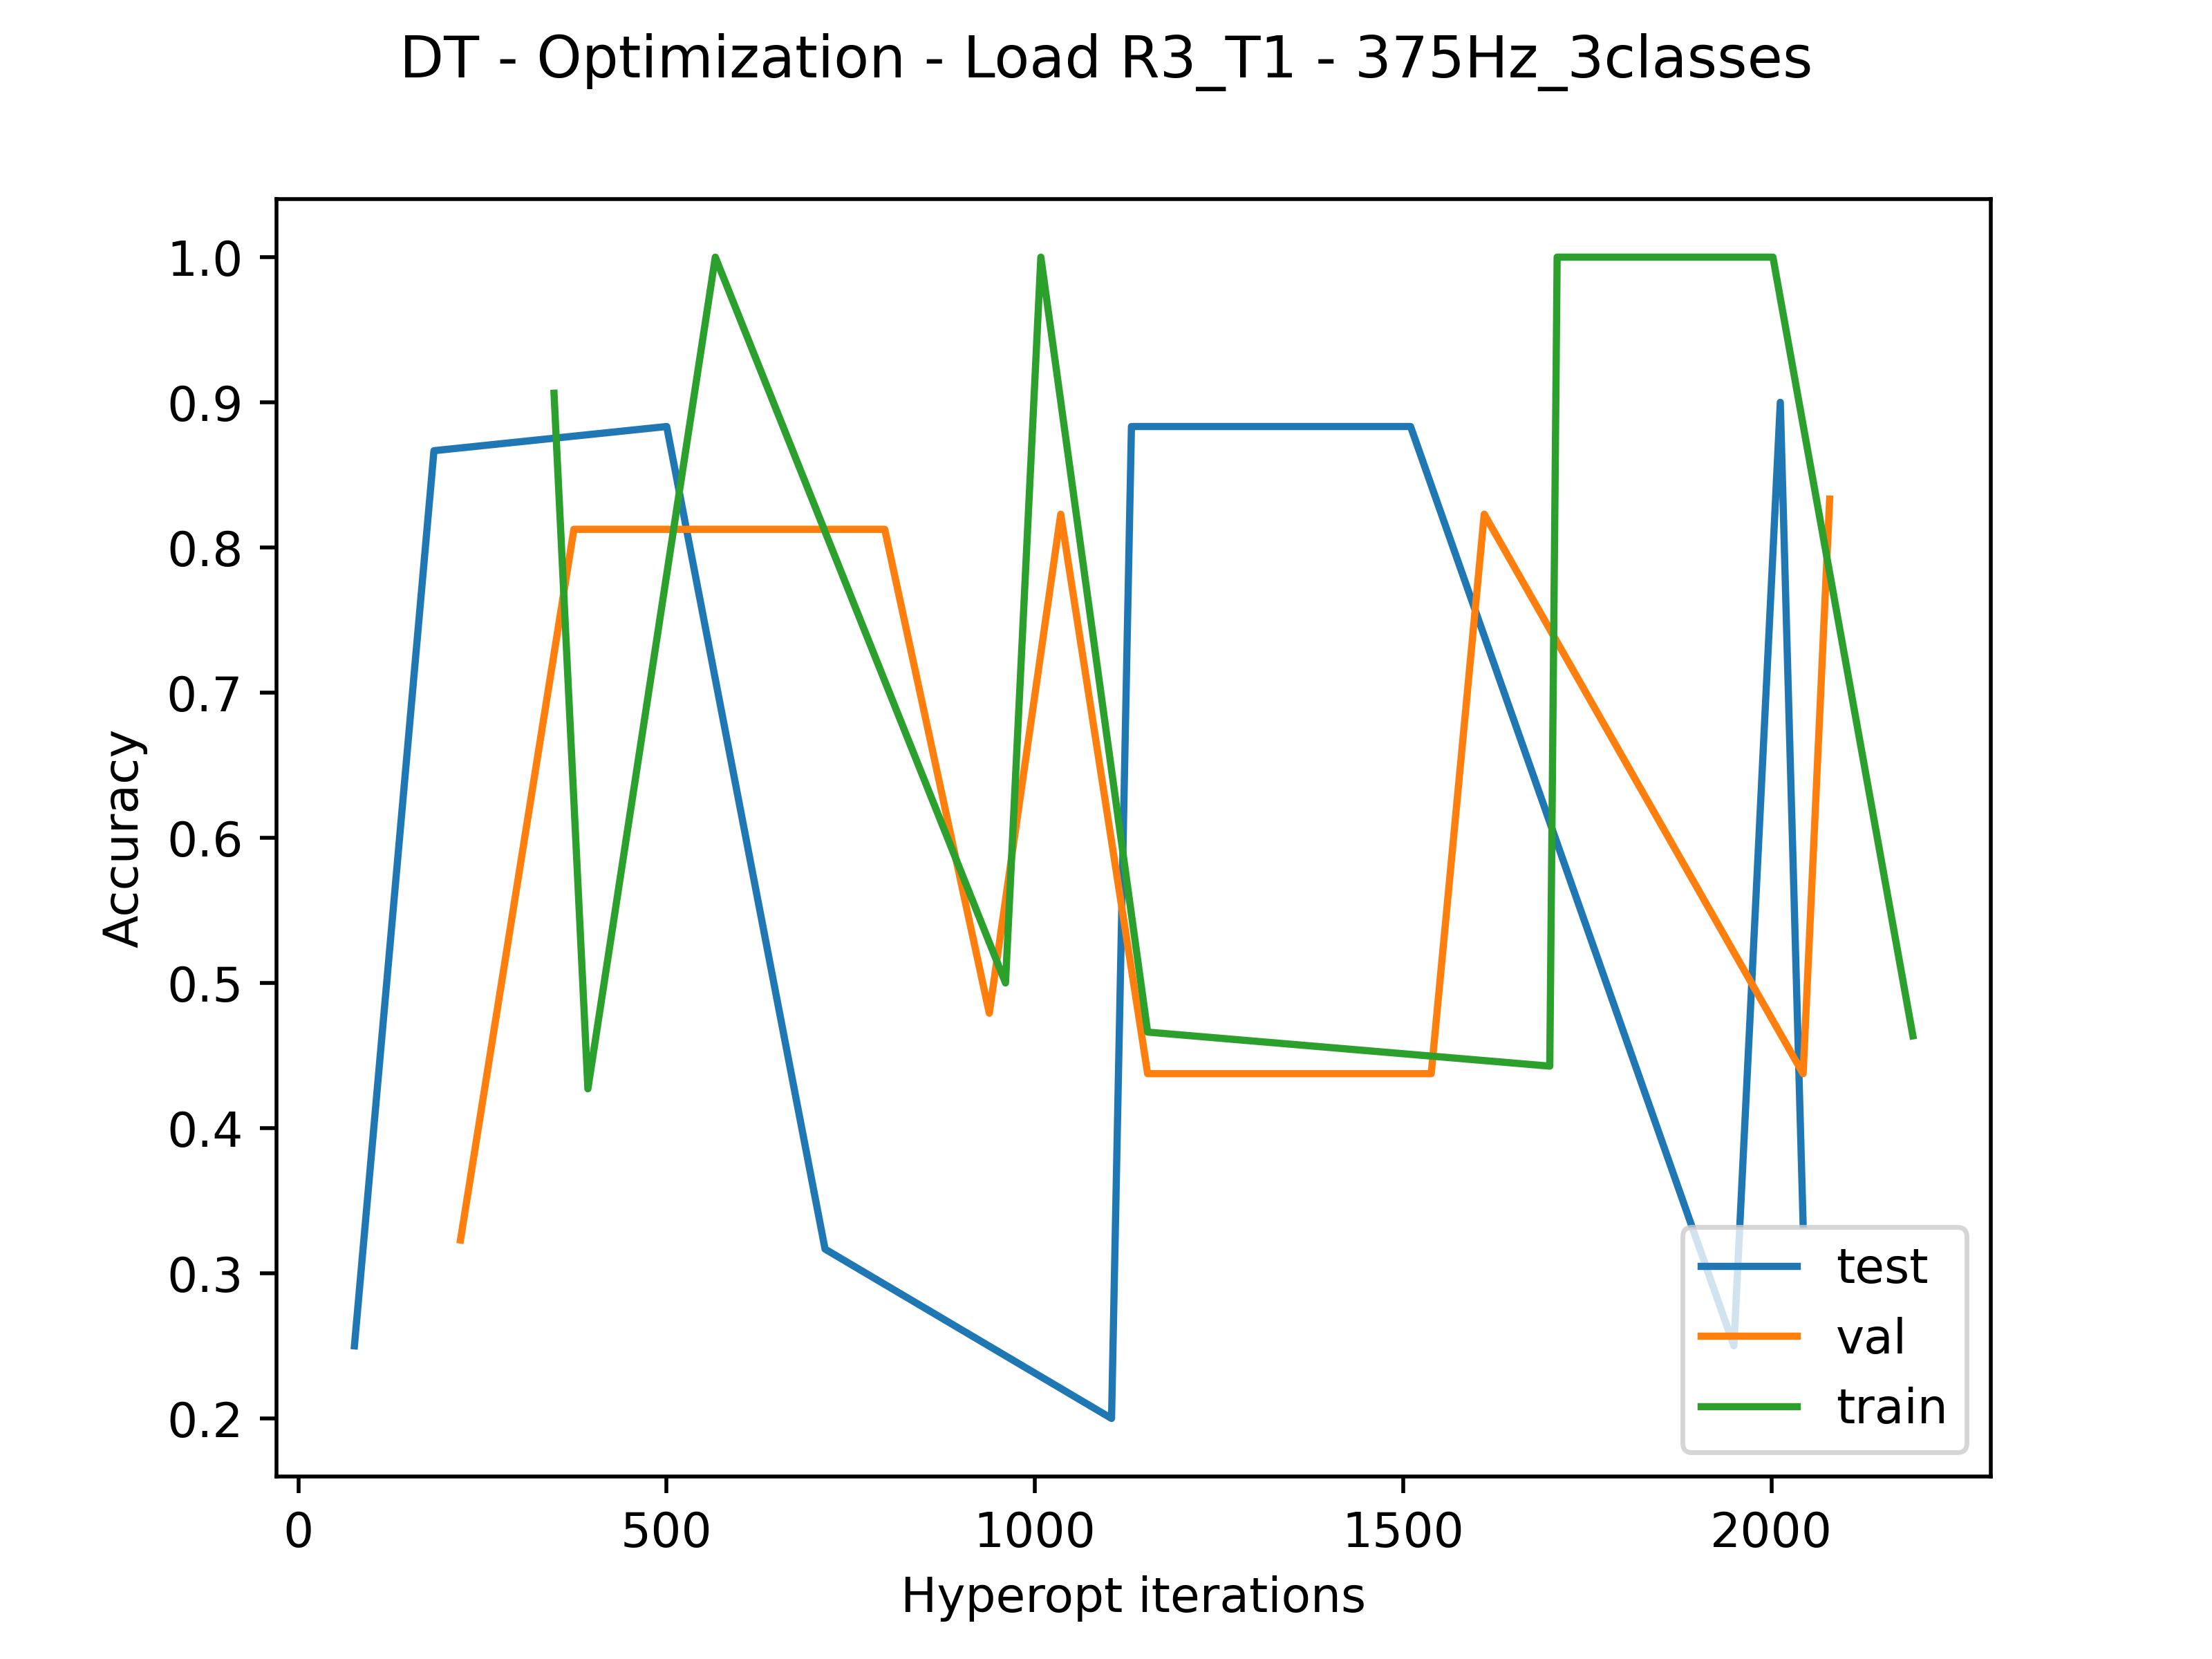 DT - Optimization - Load R3_T1 - 375Hz_3classes
1.0
0.9
0.8
0.7
0.6
0.5
0.4
0.3
0.2
Accuracy
test
val
train
0 500 1000 1500 2000
Hyperopt iterations